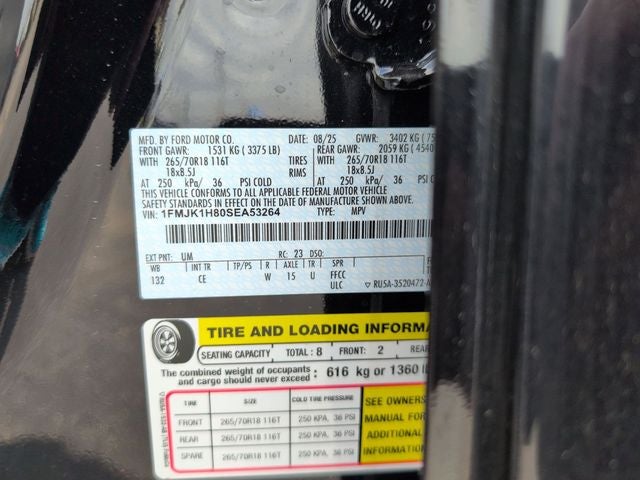 MFD. BY FORD MOTOR CO. DATE: 08/25 GVWR: 3402 KG ( 75
FRONT GAWR: 1531 KG ( 3375 LB) REAR GAWR: 2059 KG ( 4540
WITH 265/70R18 116T TIRES WITH 265/70R18 116T
18x8.5J RIMS 18x8.5J
AT 250 kPa/ 36 PSI COLD AT 250 kPa/ 36
THIS VEHICLE CONFORMS TO ALL APPLICABLE FEDERAL MOTOR VEHICLE
SAFETY STANDARDS IN EFFECT ON THE DATE OF MANUFACTURE SHOWN ABOVE.
VIN: 1FMJK1H80SEA53264 TYPE: MPV
EXT PNT: UM RC: 23 DSO:
WB INT TR TP/PS R AXLE TR SPR
132 CE W 15 U FFCC
ULC RU5A-3520472-A
TIRE AND LOADING INFORMA
SEATING CAPACITY TOTAL: 8 FRONT: 2 REAR
The combined weight of occupants
and cargo should never exceed : 616 kg or 1360 l
TIRE SIZE COLD TIRE PRESSURE
FRONT 265/70R18 116T 250 KPA, 36 PSI
REAR 265/70R18 116T 250 KPA, 36 PSI
SPARE 265/70R18 116T 250 KPA, 36 PSI
SEE OWNERS
MANUAL FOR
ADDITIONAL
INFORMATION